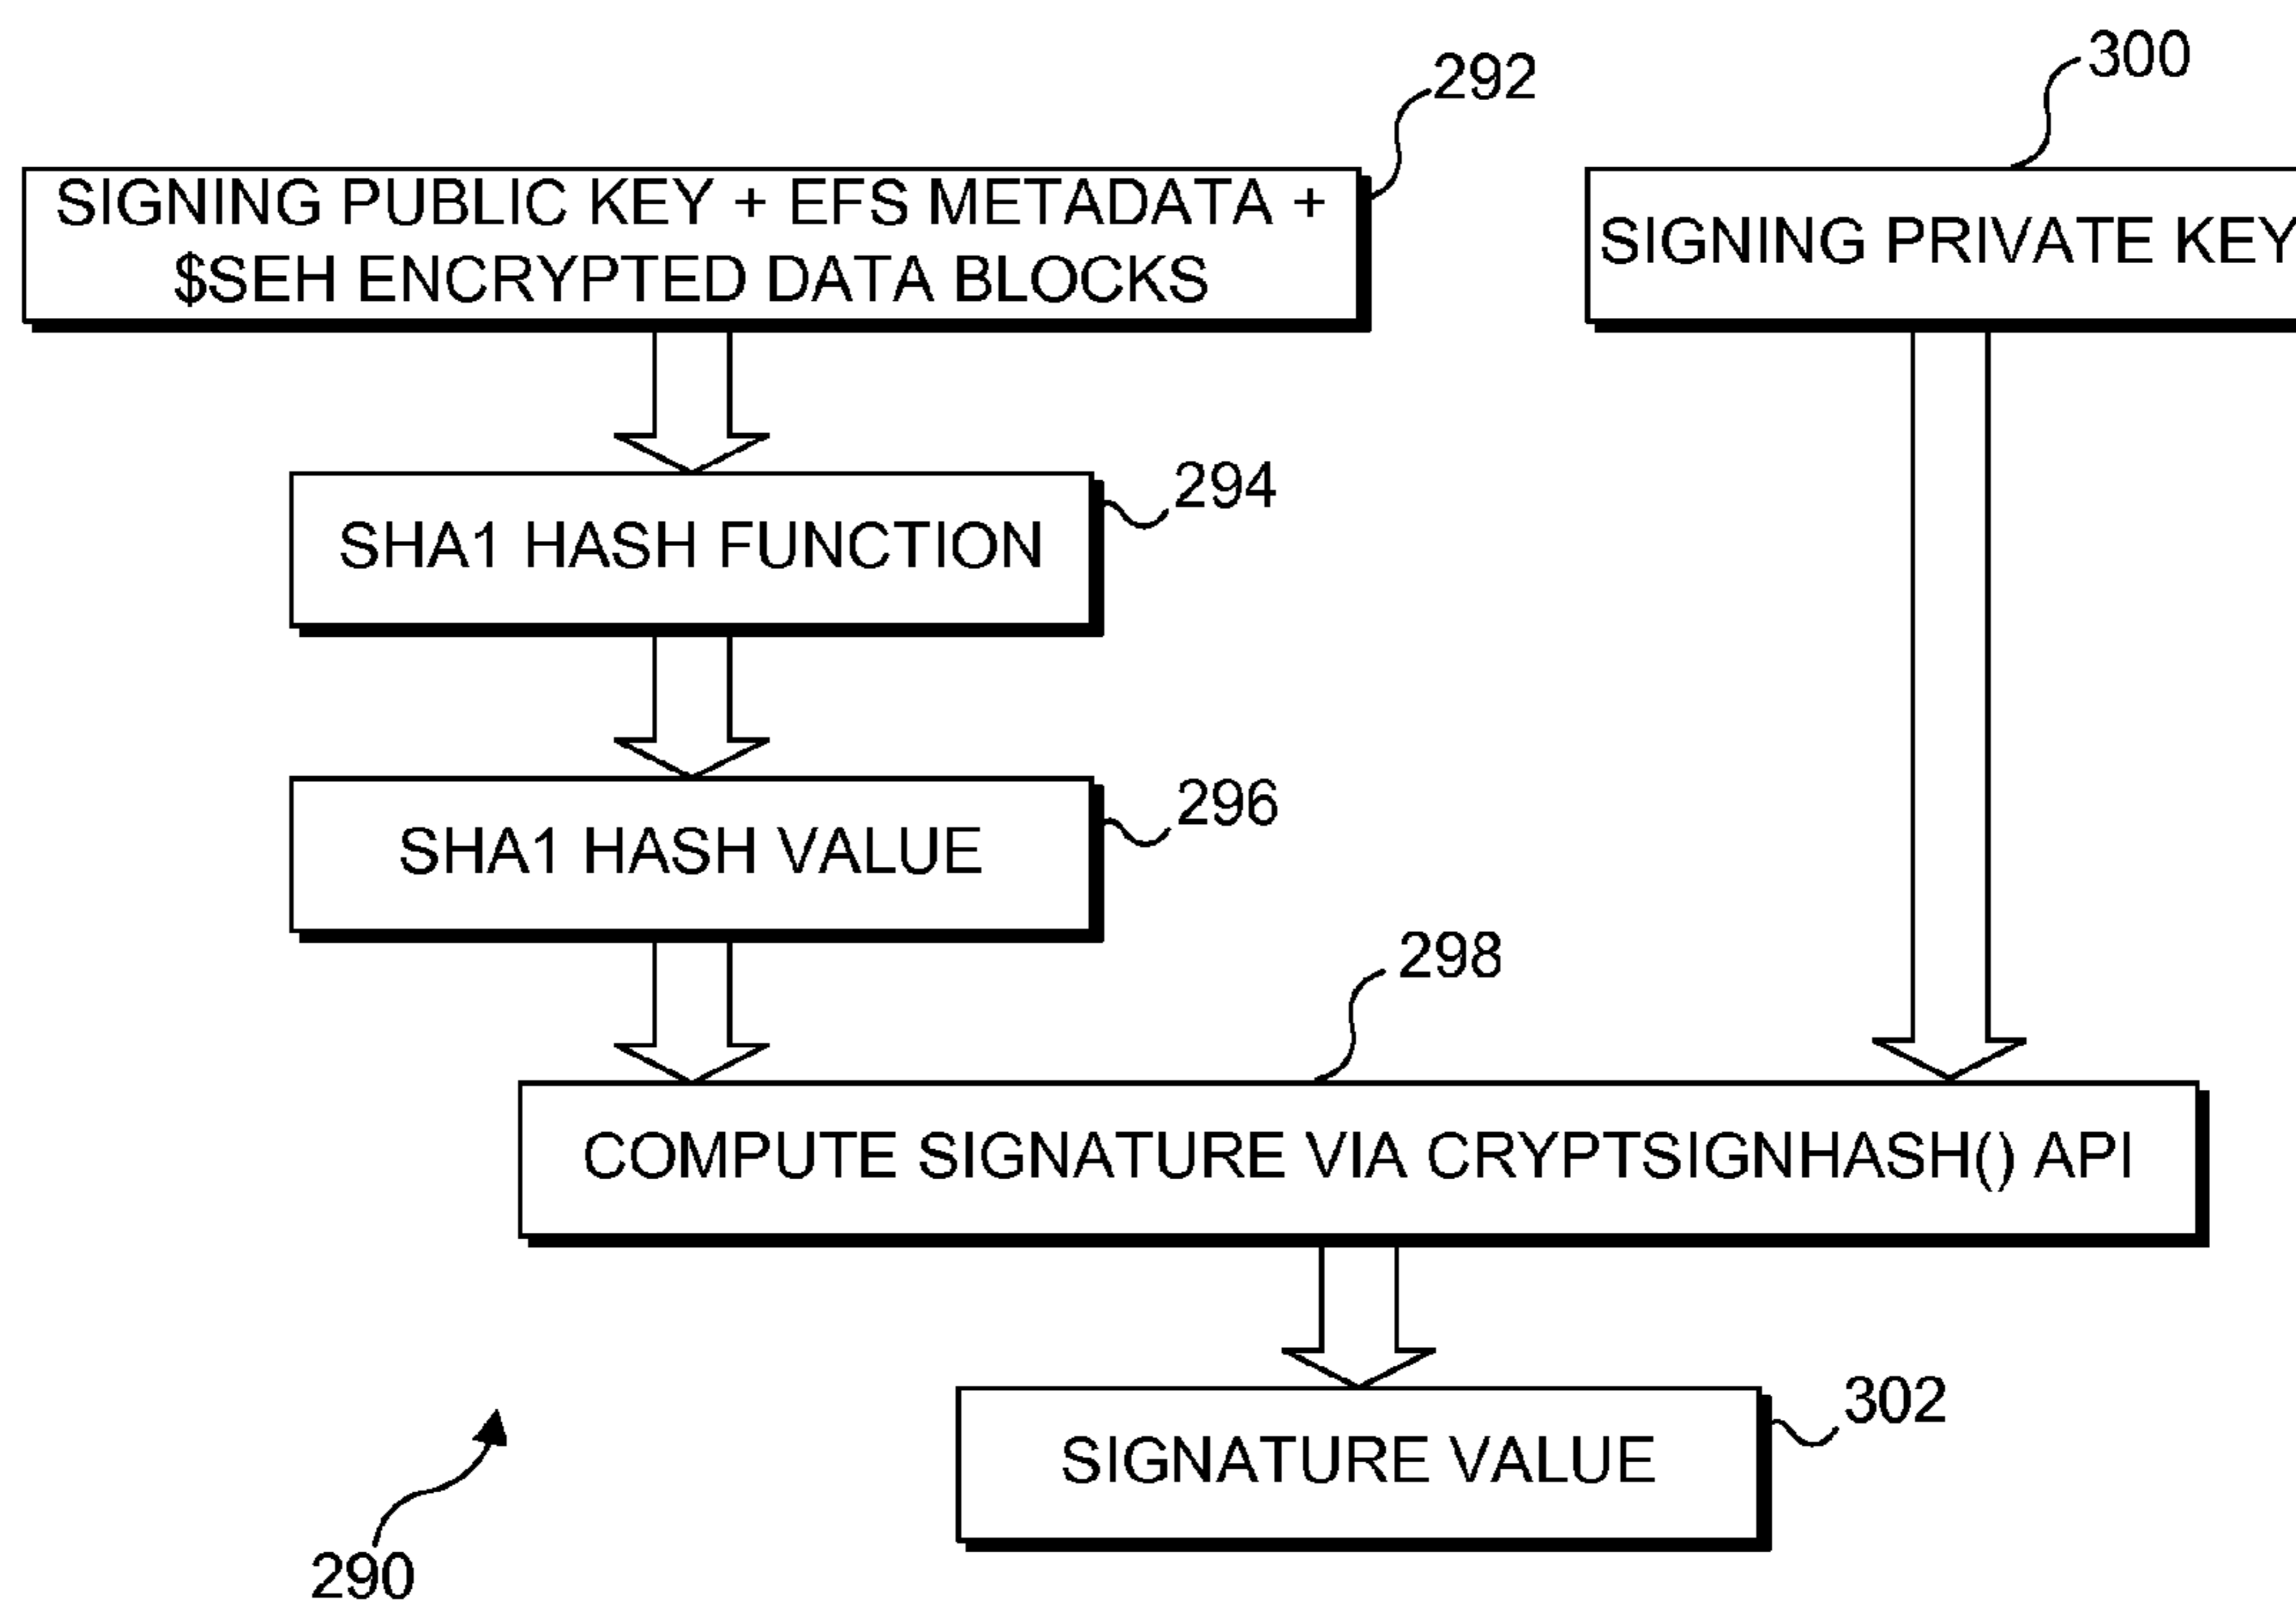 292
300
SIGNING PUBLIC KEY + EFS METADATA +
$SEH ENCRYPTED DATA BLOCKS
SIGNING PRIVATE KEY
294
SHA1 HASH FUNCTION
296
SHA1 HASH VALUE
298
COMPUTE SIGNATURE VIA CRYPTSIGNHASH() API
302
SIGNATURE VALUE
290